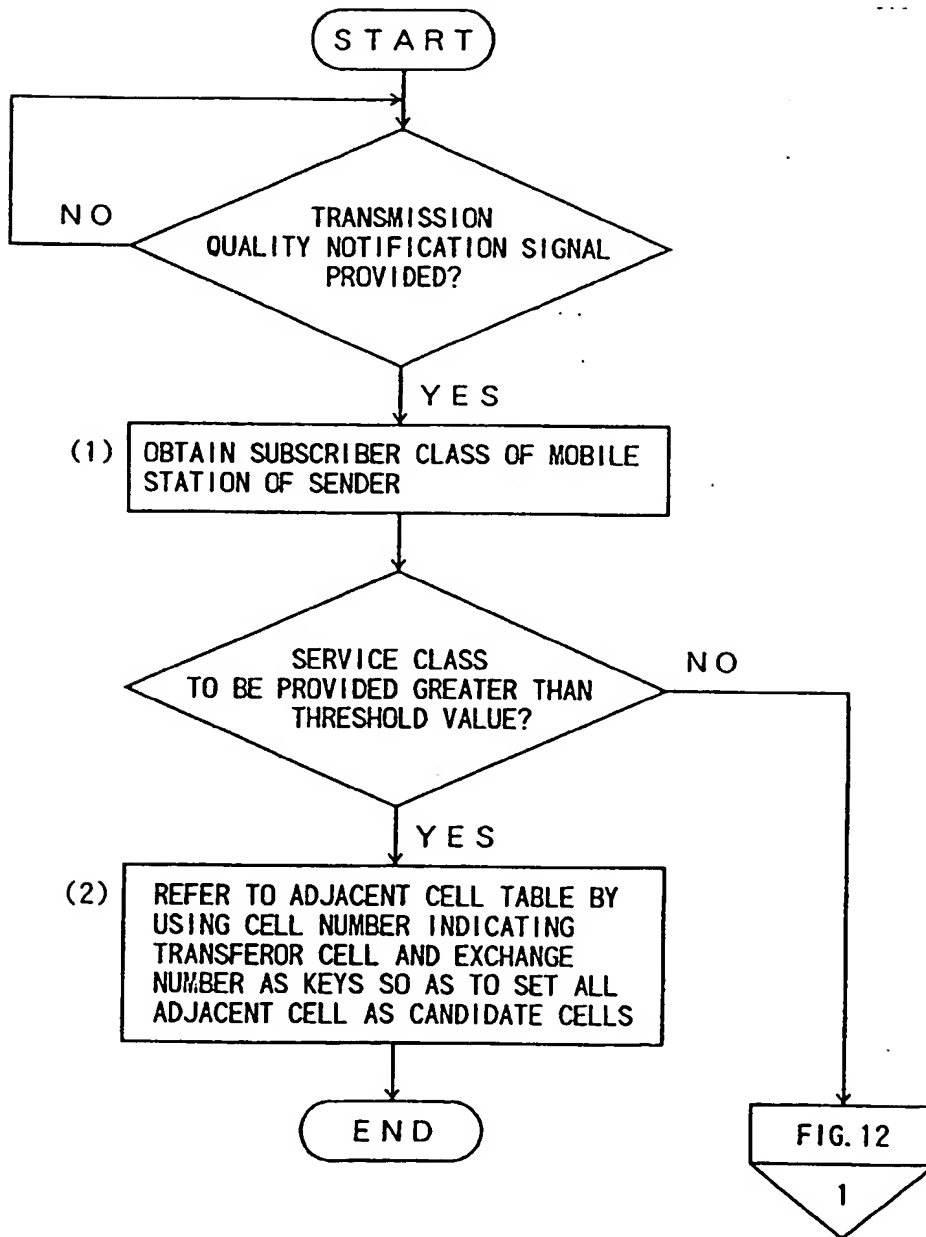 START
NO
TRANSMISSION
QUALITY NOTIFICATION SIGNAL
PROVIDED?
YES
(1) OBTAIN SUBSCRIBER CLASS OF MOBILE
STATION OF SENDER
SERVICE CLASS
TO BE PROVIDED GREATER THAN
THRESHOLD VALUE?
NO
YES
(2) REFER TO ADJACENT CELL TABLE BY
USING CELL NUMBER INDICATING
TRANSFEROR CELL AND EXCHANGE
NUMBER AS KEYS SO AS TO SET ALL
ADJACENT CELL AS CANDIDATE CELLS
END
FIG.12
1